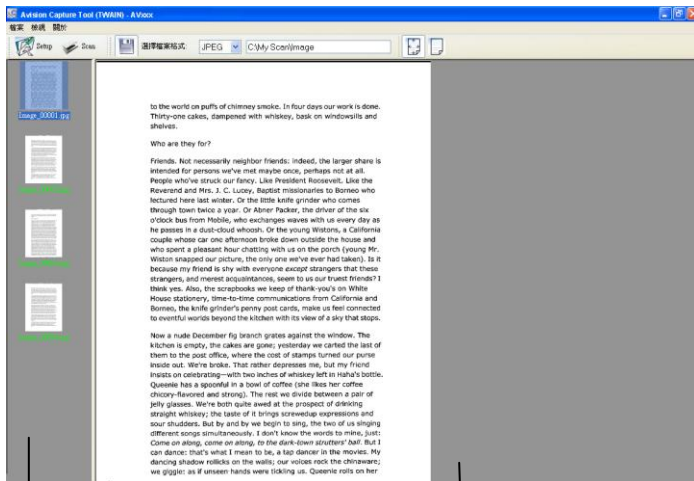 Avision Capture Tool (TWAIN) - AVxxx
檔案 檢視 關於
Setup Scan 選擇檔案格式: JPEG C:\My Scan\Image
Image_00001.jpg
to the world on puffs of chimney smoke. In four days our work is done.
Thirty-one cakes, dampened with whiskey, bask on windowsills and
shelves.
Who are they for?
Friends. Not necessarily neighbor friends: indeed, the larger share is
intended for persons we've met maybe once, perhaps not at all.
People who've struck our fancy. Like President Roosevelt. Like the
Reverend and Mrs. J. C. Lucey, Baptist missionaries to Borneo who
lectured here last winter. Or the little knife grinder who comes
through town twice a year. Or Abner Packer, the driver of the six
o'clock bus from Mobile, who exchanges waves with us every day as
he passes in a dust-cloud whoosh. Or the young Wistons, a California
couple whose car one afternoon broke down outside the house and
who spent a pleasant hour chatting with us on the porch (young Mr.
Wiston snapped our picture, the only one we've ever had taken). Is it
because my friend is shy with everyone except strangers that these
strangers, and merest acquaintances, seem to us our truest friends? I
think yes. Also, the scrapbooks we keep of thank-you's on White
House stationery, time-to-time communications from California and
Borneo, the knife grinder's penny post cards, make us feel connected
to eventful worlds beyond the kitchen with its view of a sky that stops.
Now a nude December fig branch grates against the window. The
kitchen is empty, the cakes are gone; yesterday we carted the last of
them to the post office, where the cost of stamps turned our purse
inside out. We're broke. That rather depresses me, but my friend
insists on celebrating—with two inches of whiskey left in Haha's bottle.
Queenie has a spoonful in a bowl of coffee (she likes her coffee
chicory-flavored and strong). The rest we divide between a pair of
jelly glasses. We're both quite awed at the prospect of drinking
straight whiskey; the taste of it brings screwedup expressions and
sour shudders. But by and by we begin to sing, the two of us singing
different songs simultaneously. I don't know the words to mine, just:
Come on along, come on along, to the dark-town strutters' ball. But I
can dance: that's what I mean to be, a tap dancer in the movies. My
dancing shadow rollicks on the walls; our voices rock the chinaware;
we giggle: as if unseen hands were tickling us. Queenie rolls on her